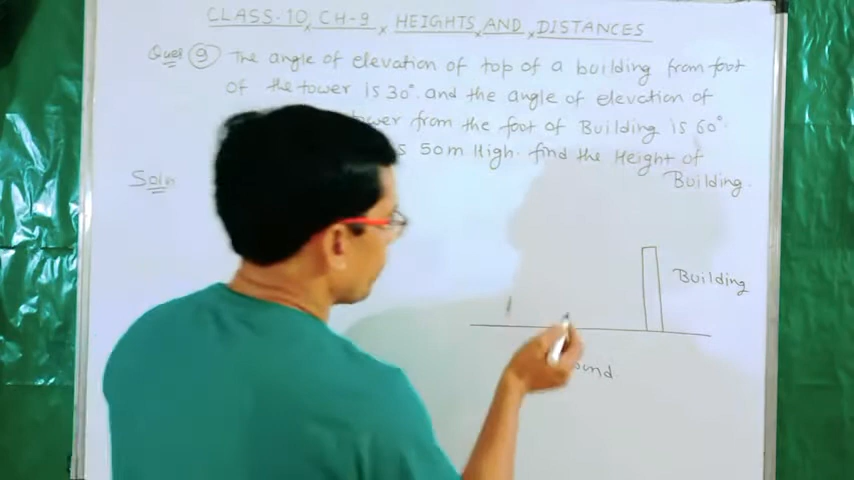 CLASS-10, CH-9, HEIGHTS AND DISTANCES
Ques 9 The angle of elevation of top of a building from foot
of the tower is 30° and the angle of elevation of
from the foot of Building is 60°.
50m High. find the Height of
Building.
Soln
Building